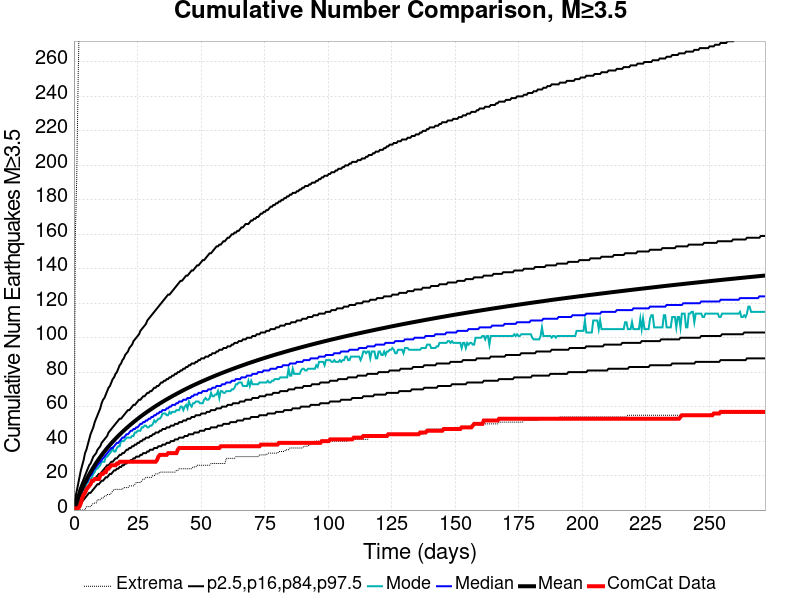 Cumulative Number Comparison, M≥3.5
Cumulative Num Earthquakes M≥3.5
260
240
220
200
180
160
140
120
100
80
60
40
20
0
0 25 50 75 100 125 150 175 200 225 250
Time (days)
Extrema p2.5,p16,p84,p97.5 Mode Median Mean ComCat Data